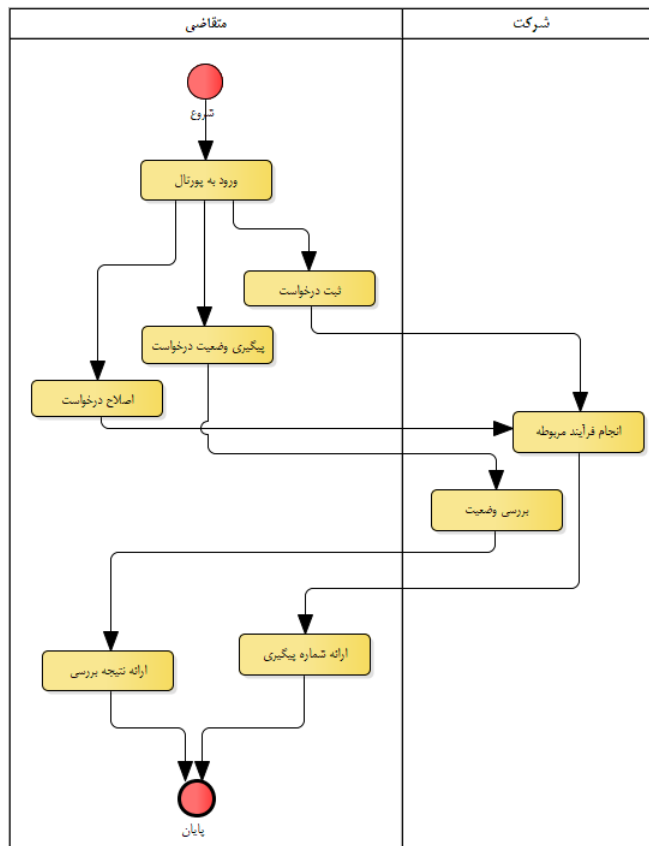 شرکت
متقاضی
شروع
ورود به پورتال
ثبت درخواست
پیگیری وضعیت درخواست
اصلاح درخواست
انجام فرآیند مربوطه
بررسی وضعیت
ارائه شماره پیگیری
ارائه نتیجه بررسی
پایان